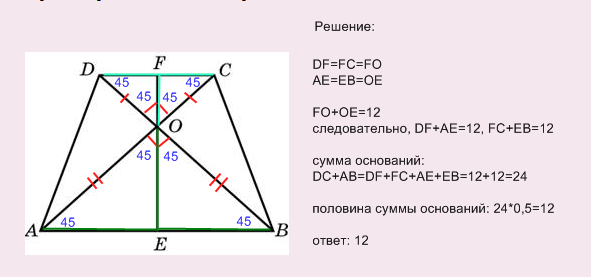 Решение:
D F C
45 45
DF=FC=FO
AE=EB=OE
45 45
FO+OE=12
O
следовательно, DF+AE=12, FC+EB=12
45 45
сумма оснований:
DC+AB=DF+FC+AE+EB=12+12=24
половина суммы оснований: 24*0,5=12
45 45
A E B
ответ: 12